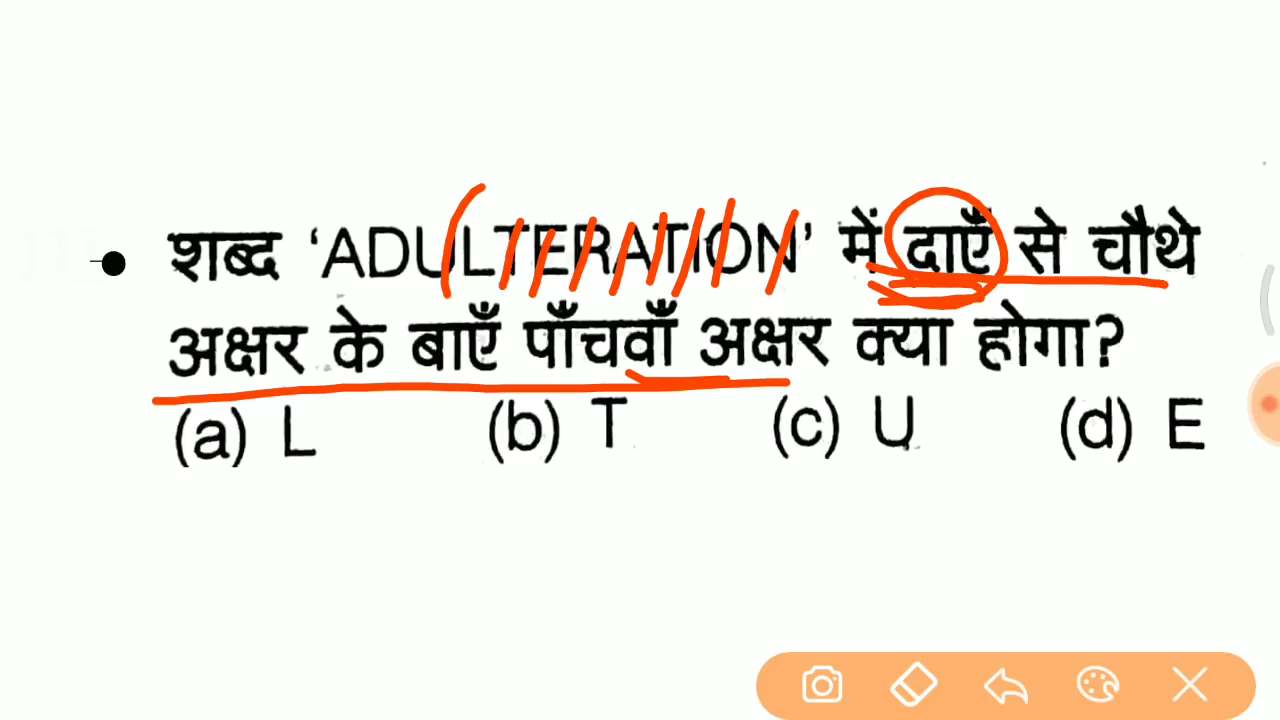 शब्द ‘ADULTERATION’ में दाएँ से चौथे
अक्षर के बाएँ पाँचवाँ अक्षर क्या होगा?
(a) L (b) T (c) U (d) E